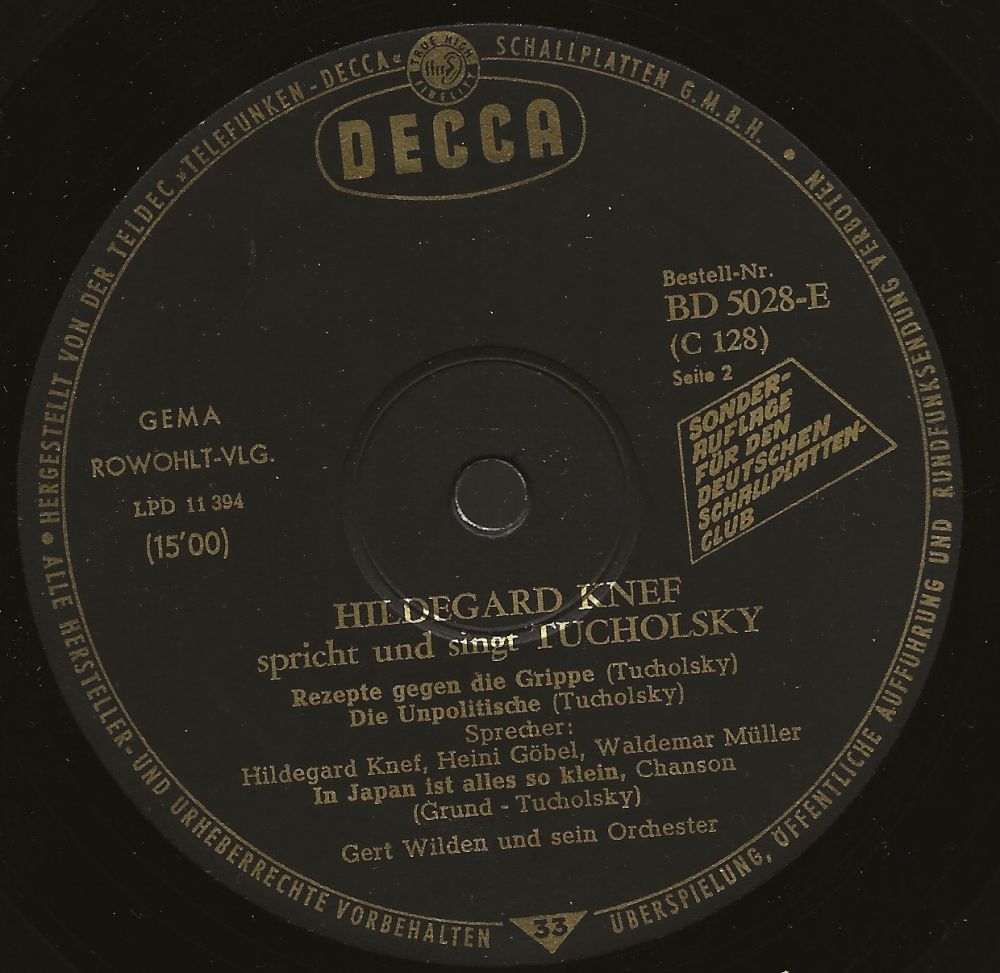 HERGESTELLT VON DER TELDEC »TELEFUNKEN-DECCA« SCHALLPLATTEN G.M.B.H. •
TRUE HIGH FIDELITY
DECCA
Bestell-Nr.
BD 5028-E
(C 128)
Seite 2
SONDER-
AUFLAGE
FÜR DEN
DEUTSCHEN
SCHALLPLATTEN-
CLUB
GEMA
ROWOHLT-VLG.
LPD 11 394
(15'00)
HILDEGARD KNEF
spricht und singt TUCHOLSKY
Rezepte gegen die Grippe (Tucholsky)
Die Unpolitische (Tucholsky)
Sprecher:
Hildegard Knef, Heini Göbel, Waldemar Müller
In Japan ist alles so klein, Chanson
(Grund - Tucholsky)
Gert Wilden und sein Orchester
33
ALLE HERSTELLER-UND URHEBERRECHTE VORBEHALTEN
ÜBERSPIELUNG, ÖFFENTLICHE AUFFÜHRUNG UND RUNDFUNKSENDUNG VERBOTEN